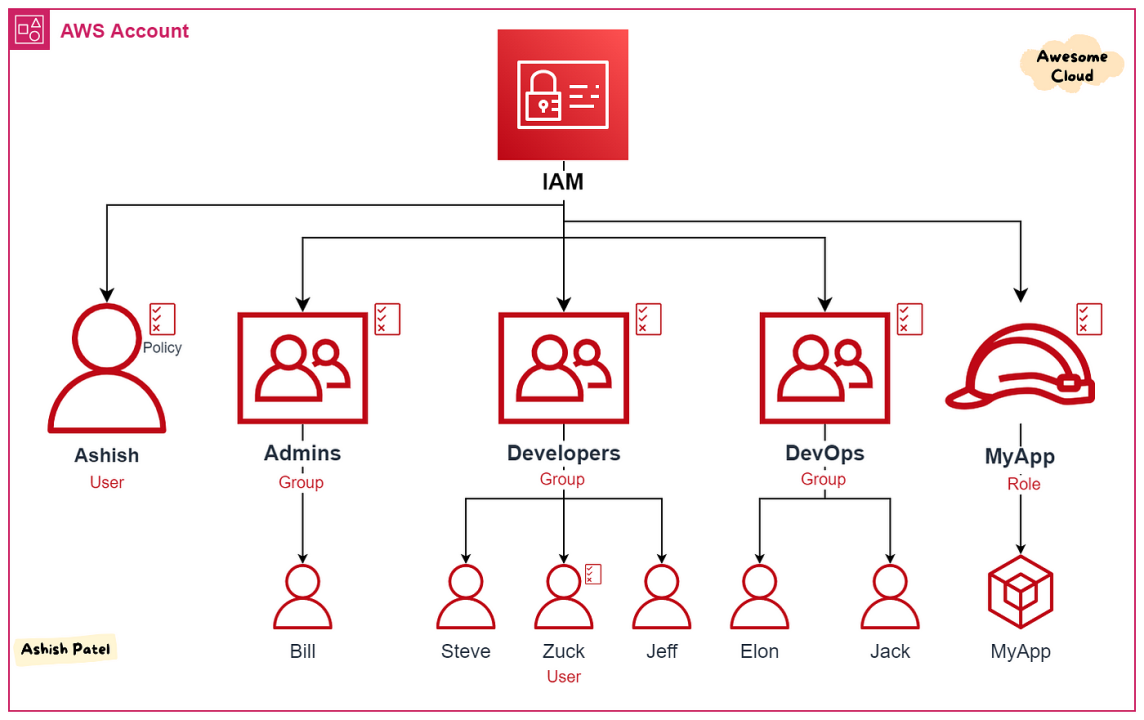 AWS Account
Awesome
Cloud
IAM
Policy
Ashish
User
Admins
Group
Developers
Group
DevOps
Group
MyApp
Role
Bill
Steve
Zuck
User
Jeff
Elon
Jack
MyApp
Ashish Patel